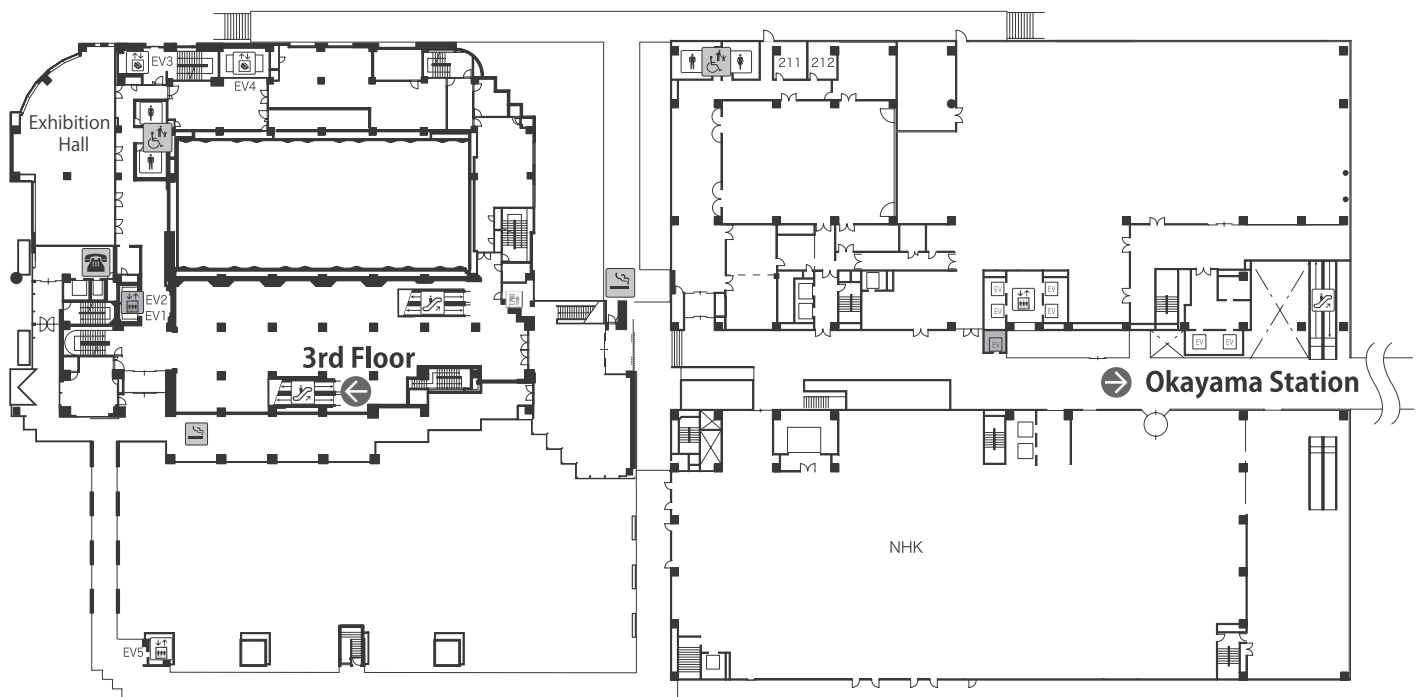 EV3
EV4
211
212
Exhibition
Hall
EV2
EV1
EV
EV
EV
EV
EV
EV
EV
3rd Floor
Okayama Station
NHK
EV5